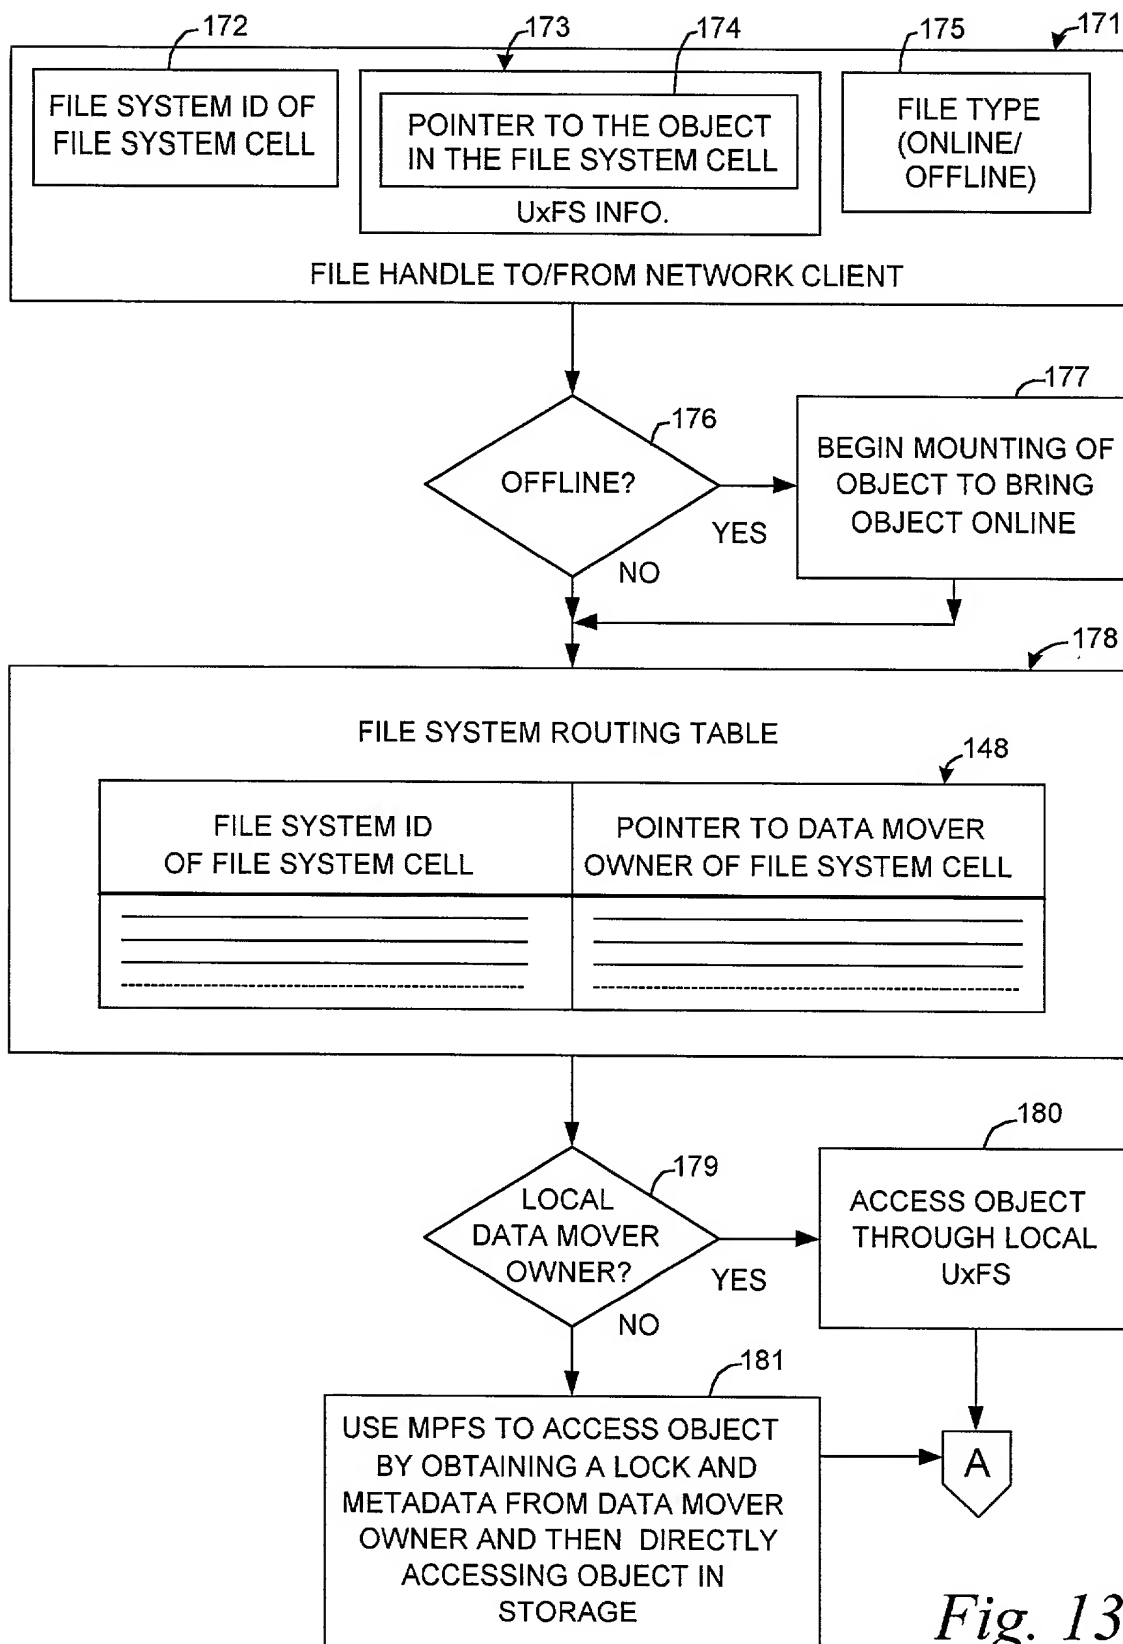 172
173
174
175
171
FILE SYSTEM ID OF
FILE SYSTEM CELL
POINTER TO THE OBJECT
IN THE FILE SYSTEM CELL
UxFS INFO.
FILE TYPE
(ONLINE/
OFFLINE)
FILE HANDLE TO/FROM NETWORK CLIENT
176
177
OFFLINE?
YES
NO
BEGIN MOUNTING OF
OBJECT TO BRING
OBJECT ONLINE
178
FILE SYSTEM ROUTING TABLE
148
FILE SYSTEM ID
OF FILE SYSTEM CELL
POINTER TO DATA MOVER
OWNER OF FILE SYSTEM CELL
179
180
LOCAL
DATA MOVER
OWNER?
YES
NO
ACCESS OBJECT
THROUGH LOCAL
UxFS
181
USE MPFS TO ACCESS OBJECT
BY OBTAINING A LOCK AND
METADATA FROM DATA MOVER
OWNER AND THEN DIRECTLY
ACCESSING OBJECT IN
STORAGE
A
Fig. 13